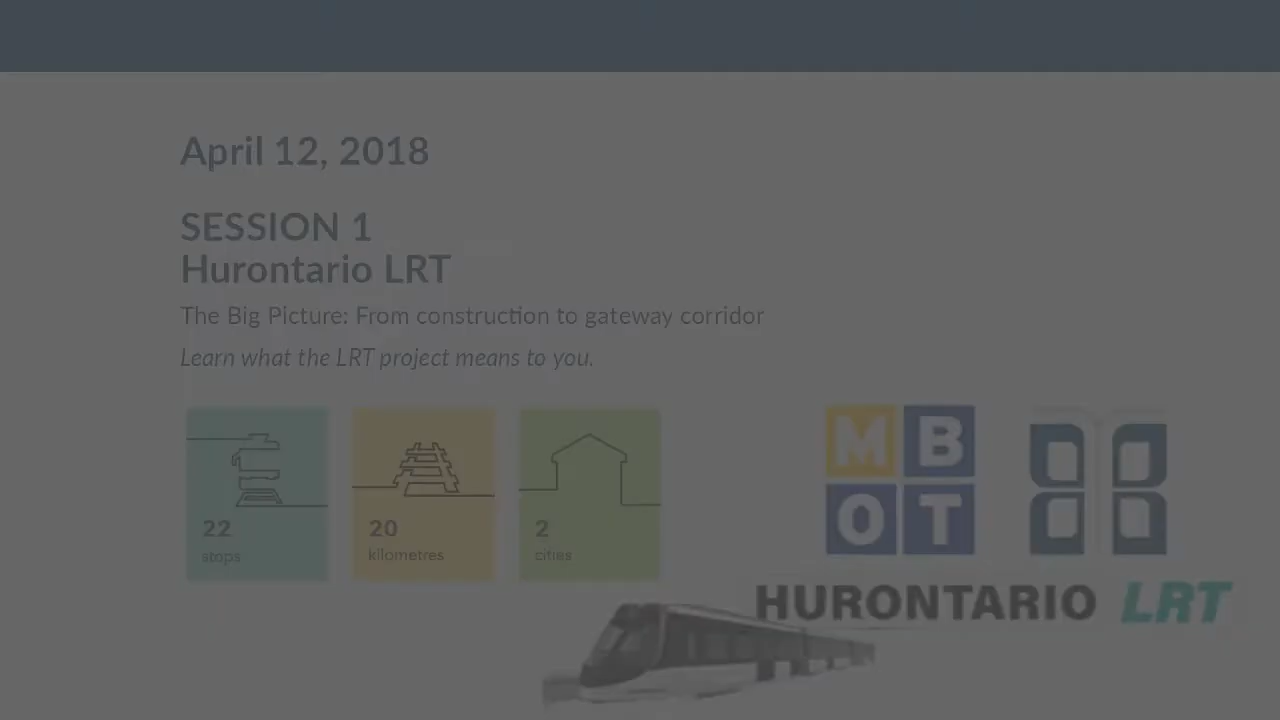 April 12, 2018
SESSION 1
Hurontario LRT
The Big Picture: From construction to gateway corridor
Learn what the LRT project means to you.
22
stops
20
kilometres
2
cities
M B
O T
HURONTARIO LRT